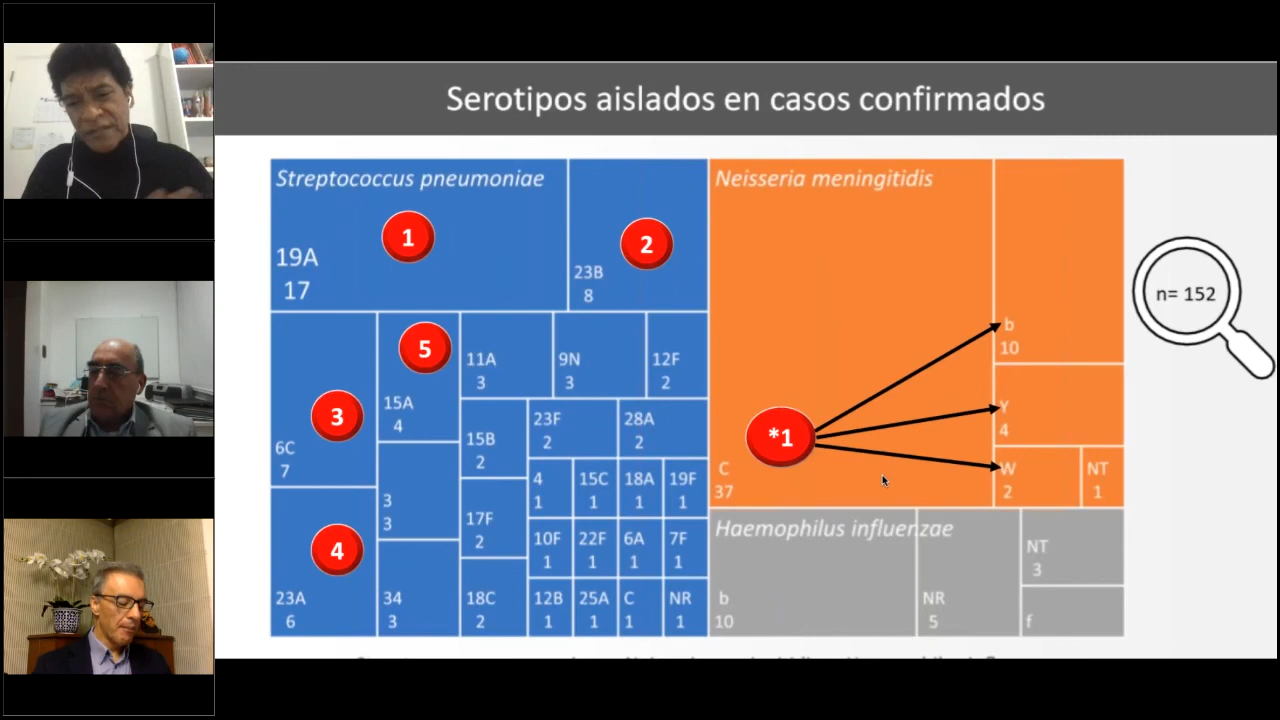 Serotipos aislados en casos confirmados
Streptococcus pneumoniae
1
19A
17
2
23B
8
3
6C
7
5
15A
4
11A
3
9N
3
12F
2
4
23A
6
3
3
34
3
15B
2
17F
2
18C
2
23F
2
28A
2
4
1
15C
1
18A
1
19F
1
10F
1
22F
1
6A
1
7F
1
12B
1
25A
1
C
1
NR
1
Neisseria meningitidis
*1
C
37
b
10
Y
4
W
2
NT
1
Haemophilus influenzae
b
10
NR
5
NT
3
f
n= 152